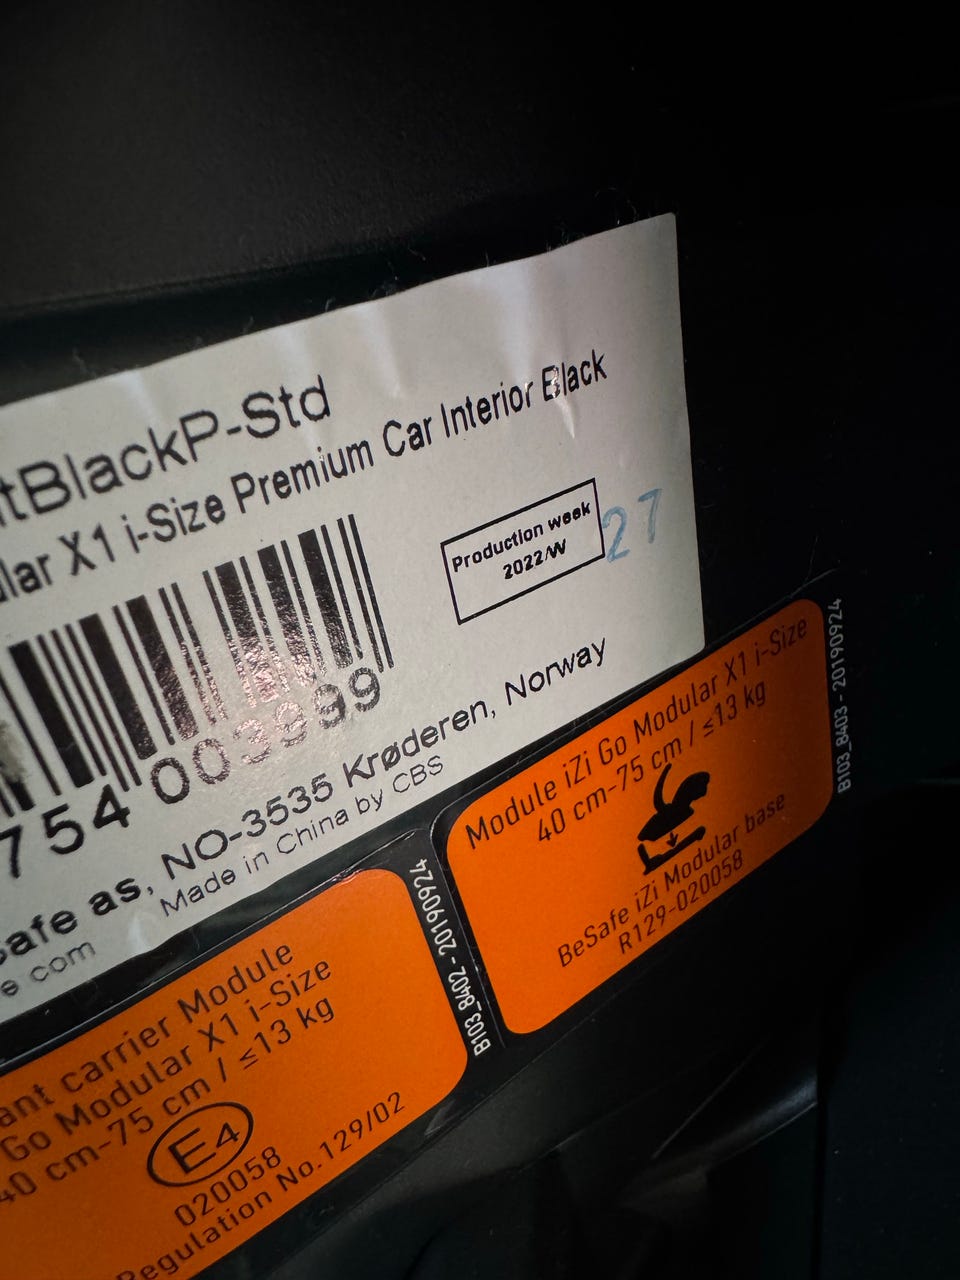 tBlackP-Std
lar X1 i-Size Premium Car Interior Black
Production week
2022/W 27
754 003999
afe as, NO-3535 Krøderen, Norway
Made in China by CBS
e com
ant carrier Module
Go Modular X1 i-Size
40 cm-75 cm / ≤13 kg
E4
020058
Regulation No.129/02
B103_8402 - 20190924
Module iZi Go Modular X1 i-Size
40 cm-75 cm / ≤13 kg
BeSafe iZi Modular base
R129-020058
B103_8403 - 20190924